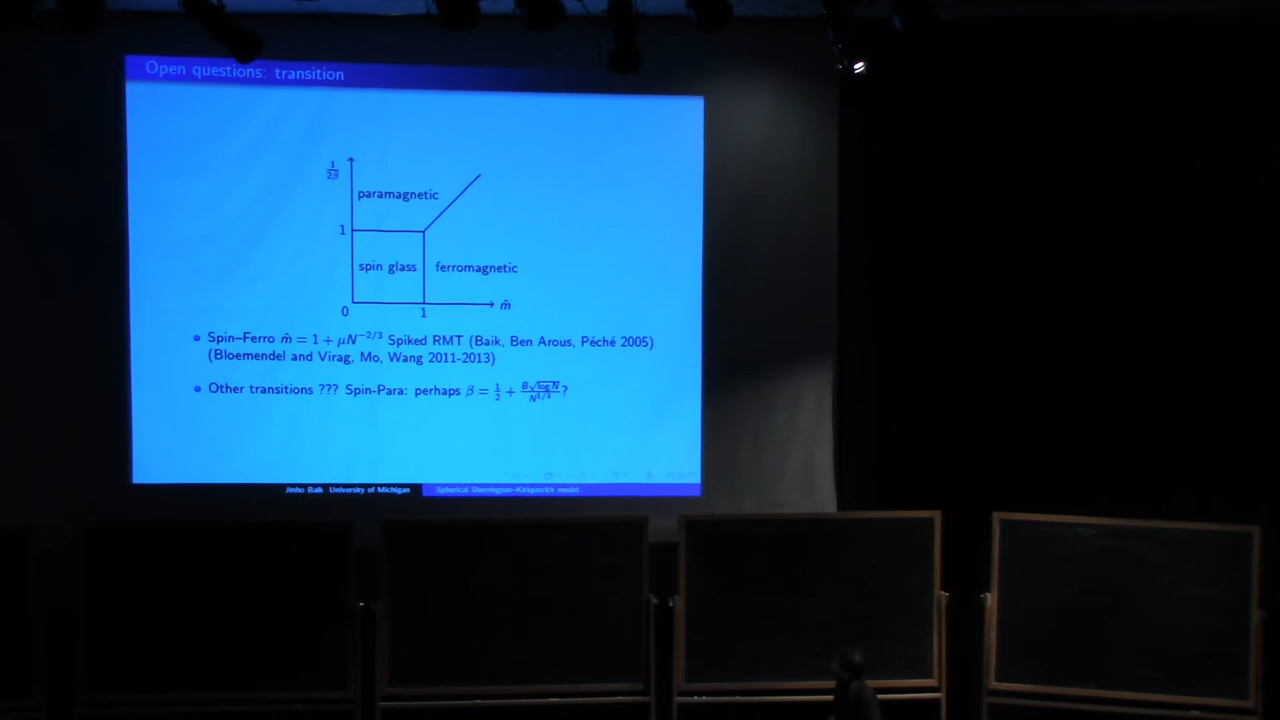 Open questions: transition
1/2β
paramagnetic
1
spin glass ferromagnetic
0 1 m̂
Spin–Ferro m̂ = 1 + μN^{-2/3} Spiked RMT (Baik, Ben Arous, Péché 2005)
(Bloemendel and Virag, Mo, Wang 2011-2013)
Other transitions ??? Spin-Para: perhaps β = 1/2 + B√log N/N^{1/3}?
Jinho Baik University of Michigan Spherical Sherrington–Kirkpatrick model